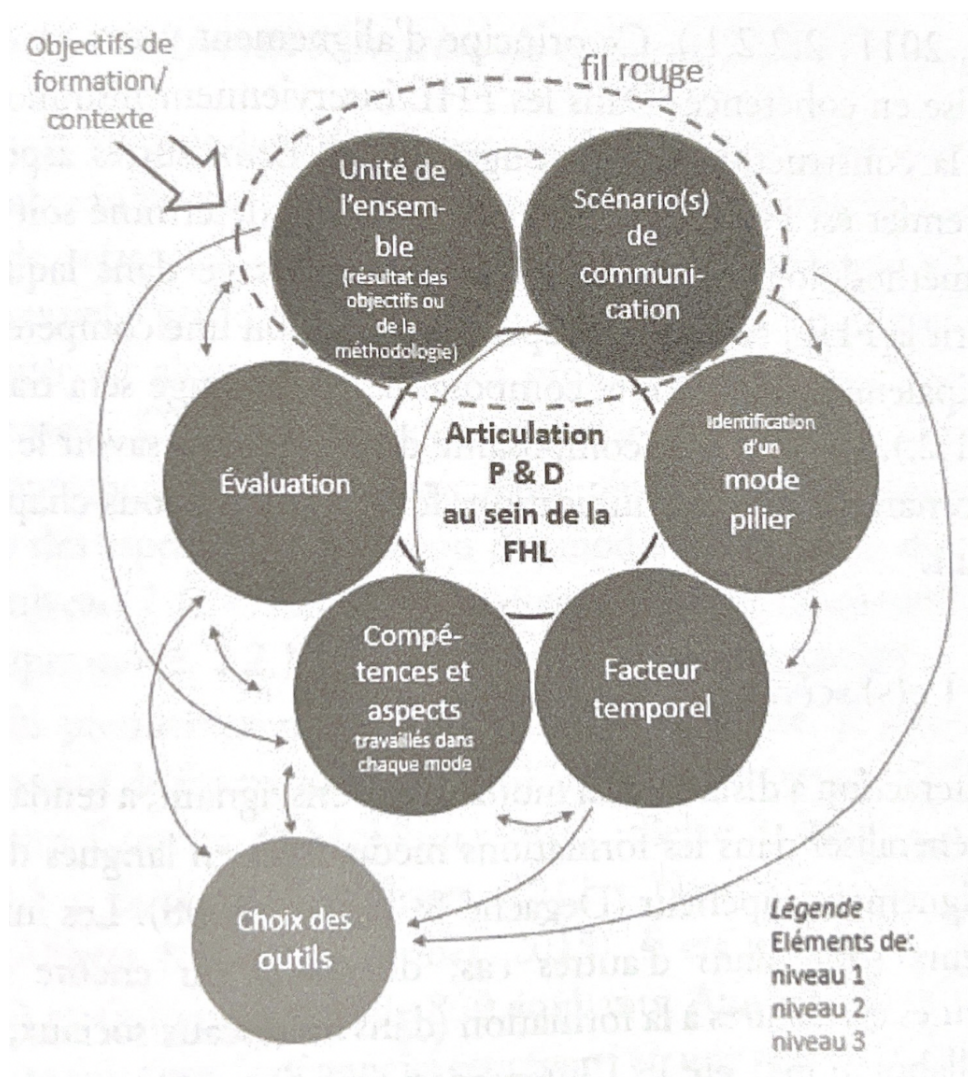 Objectifs de
formation/
contexte
fil rouge
Unité de
l'ensem-
ble
(résultat des
objectifs ou
de la
méthodologie)
Scénario(s)
de
communi-
cation
Évaluation
Articulation
P & D
au sein de la
FHL
Identification
d'un
mode
pilier
Compé-
tences et
aspects
travaillés dans
chaque mode
Facteur
temporel
Choix des
outils
Légende
Eléments de:
niveau 1
niveau 2
niveau 3